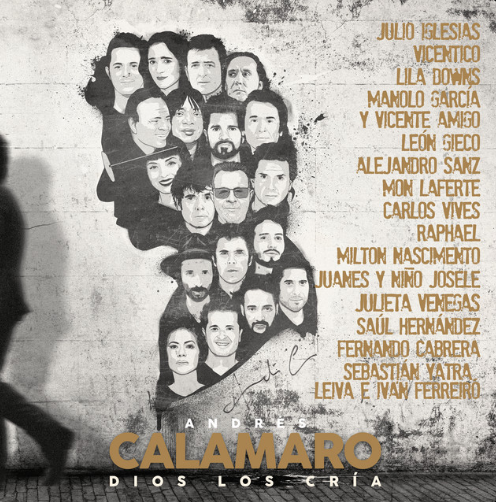 JULIO IGLESIAS
VICENTICO
LILA DOWNS
MANOLO GARCÍA
Y VICENTE AMIGO
LEÓN GIECO
ALEJANDRO SANZ
MON LAFERTE
CARLOS VIVES
RAPHAEL
MILTON NASCIMENTO
JUANES Y NIÑO JOSELE
JULIETA VENEGAS
SAÚL HERNÁNDEZ
FERNANDO CABRERA
SEBASTIÁN YATRA,
LEIVA E IVÁN FERREIRO
ANDRES
CALAMARO
DIOS LOS CRÍA